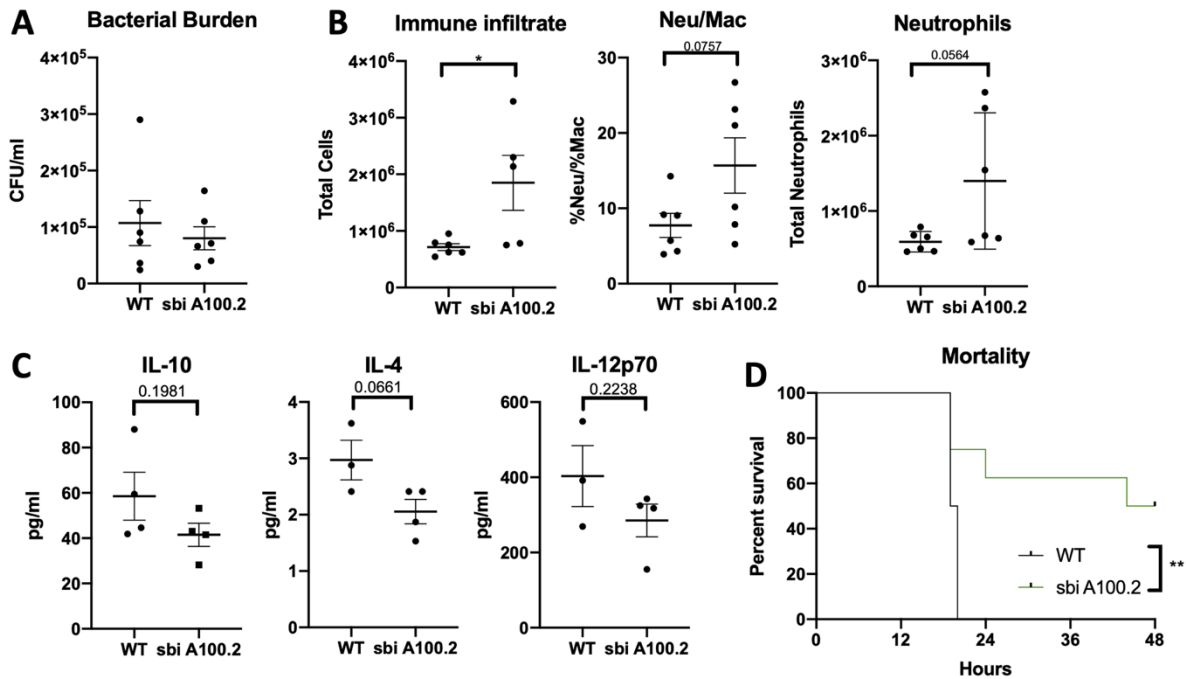 A
Bacterial Burden
4×10⁵
3×10⁵
2×10⁵
1×10⁵
0
CFU/ml
WT sbi A100.2
B
Immune infiltrate
*
4×10⁶
3×10⁶
2×10⁶
1×10⁶
0
Total Cells
WT sbi A100.2
Neu/Mac
0.0757
30
20
10
0
%Neu/%Mac
WT sbi A100.2
Neutrophils
0.0564
3×10⁶
2×10⁶
1×10⁶
0
Total Neutrophils
WT sbi A100.2
C
IL-10
0.1981
100
80
60
40
20
0
pg/ml
WT sbi A100.2
IL-4
0.0661
4
3
2
1
0
pg/ml
WT sbi A100.2
IL-12p70
0.2238
600
400
200
0
pg/ml
WT sbi A100.2
D
Mortality
100
80
60
40
20
0
Percent survival
WT
sbi A100.2
**
0 12 24 36 48
Hours